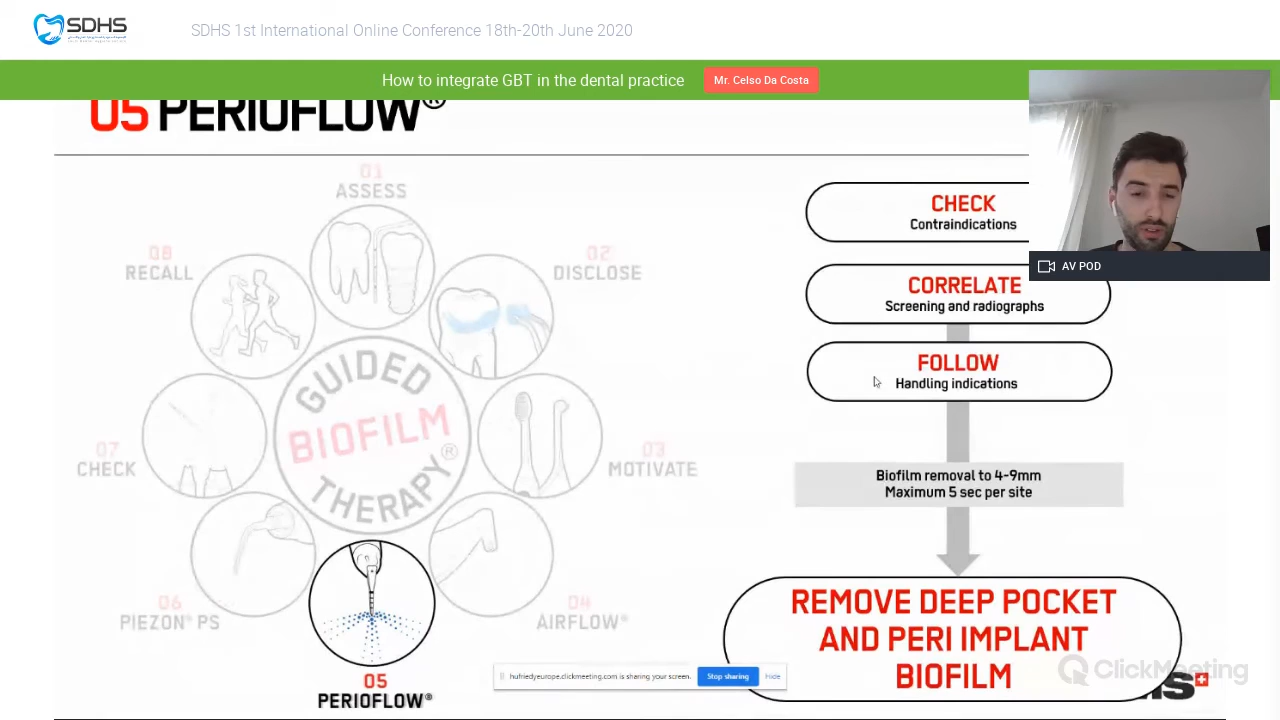 SDHS
SDHS 1st International Online Conference 18th-20th June 2020
How to integrate GBT in the dental practice
Mr. Celso Da Costa
05 PERIOFLOW®
AV POD
01
ASSESS
02
DISCLOSE
03
MOTIVATE
04
AIRFLOW®
05
PERIOFLOW®
06
PIEZON® PS
07
CHECK
08
RECALL
GUIDED
BIOFILM
THERAPY®
CHECK
Contraindications
CORRELATE
Screening and radiographs
FOLLOW
Handling indications
Biofilm removal to 4-9mm
Maximum 5 sec per site
REMOVE DEEP POCKET
AND PERI IMPLANT
BIOFILM
hufriedyeurope.clickmeeting.com is sharing your screen.
Stop sharing
Hide
ClickMeeting